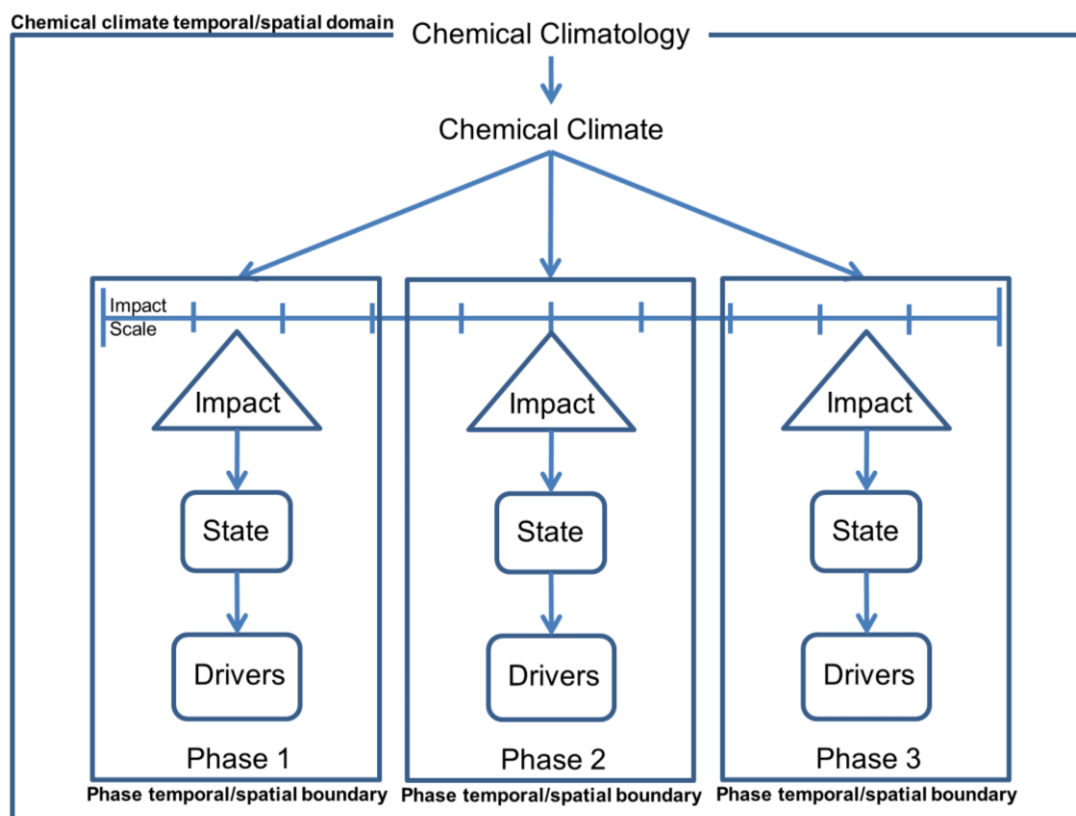 Chemical climate temporal/spatial domain
Chemical Climatology
Chemical Climate
Impact
Scale
Impact
Impact
Impact
State
State
State
Drivers
Drivers
Drivers
Phase 1
Phase 2
Phase 3
Phase temporal/spatial boundary
Phase temporal/spatial boundary
Phase temporal/spatial boundary